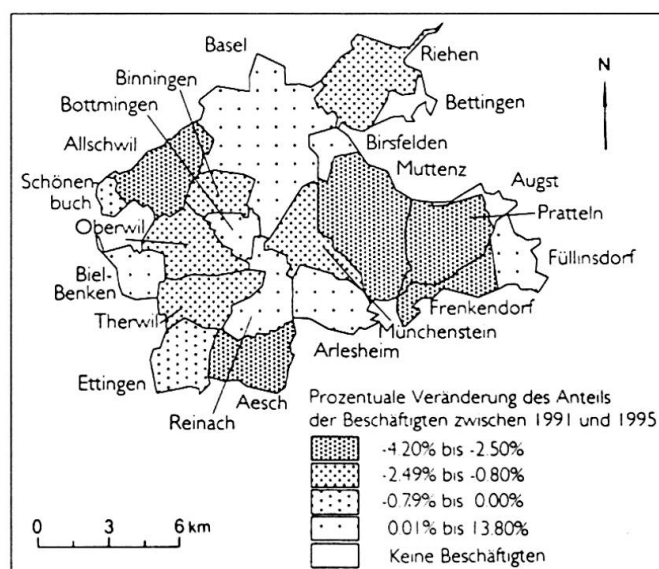 Basel
Riehen
Binningen
Bettingen
Bottmingen
Birsfelden
Allschwil
Muttenz
Augst
Schönen-
buch
Pratteln
Oberwil
Füllinsdorf
Biel-
Benken
Frenkendorf
Therwil
Münchenstein
Arlesheim
Ettingen
Aesch
Reinach
N
Prozentuale Veränderung des Anteils
der Beschäftigten zwischen 1991 und 1995
-4.20% bis -2.50%
-2.49% bis -0.80%
-0.79% bis 0.00%
0.01% bis 13.80%
Keine Beschäftigten
0 3 6 km